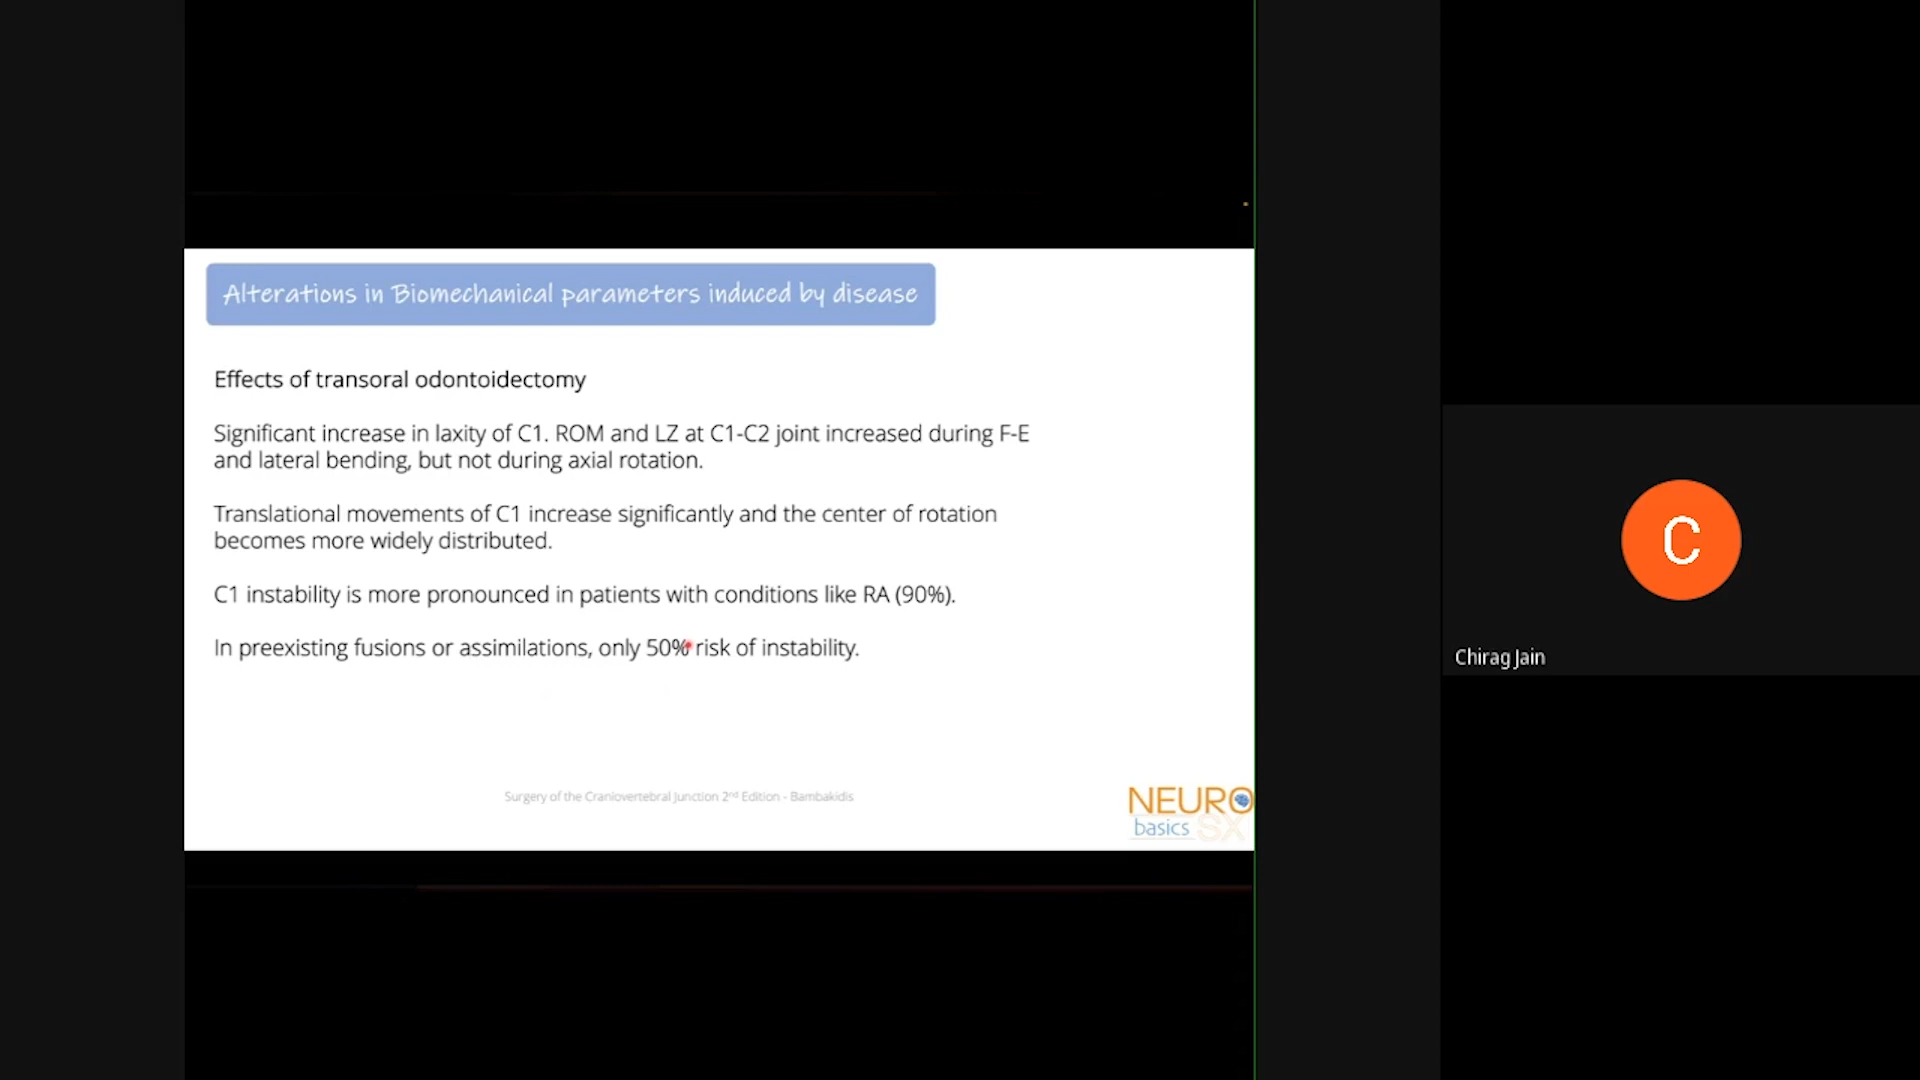 Alterations in Biomechanical parameters induced by disease
Effects of transoral odontoidectomy
Significant increase in laxity of C1. ROM and LZ at C1-C2 joint increased during F-E
and lateral bending, but not during axial rotation.
Translational movements of C1 increase significantly and the center of rotation
becomes more widely distributed.
C1 instability is more pronounced in patients with conditions like RA (90%).
In preexisting fusions or assimilations, only 50% risk of instability.
Surgery of the Craniovertebral Junction 2nd Edition - Bambakidis
NEURO
basics SX
C
Chirag Jain